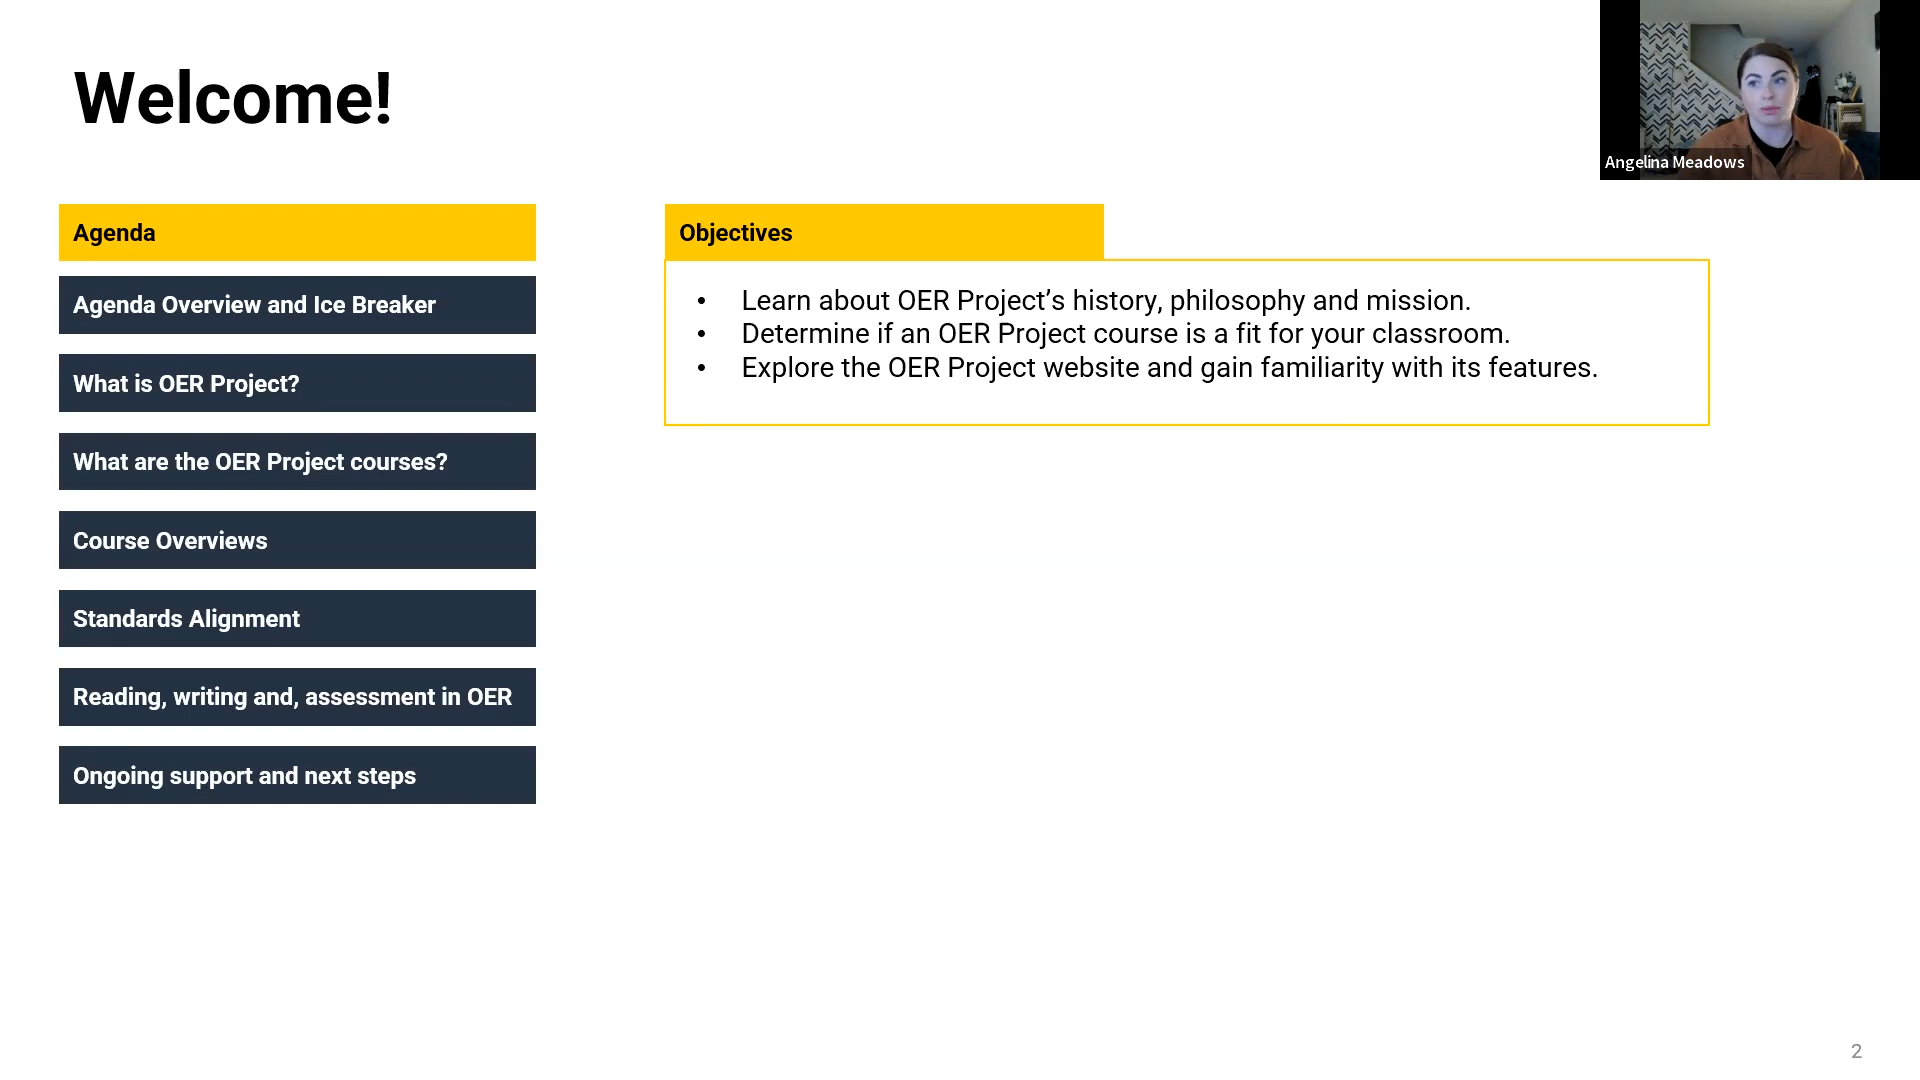 Welcome!
Angelina Meadows
Agenda
Agenda Overview and Ice Breaker
What is OER Project?
What are the OER Project courses?
Course Overviews
Standards Alignment
Reading, writing and, assessment in OER
Ongoing support and next steps
Objectives
• Learn about OER Project’s history, philosophy and mission.
• Determine if an OER Project course is a fit for your classroom.
• Explore the OER Project website and gain familiarity with its features.
2